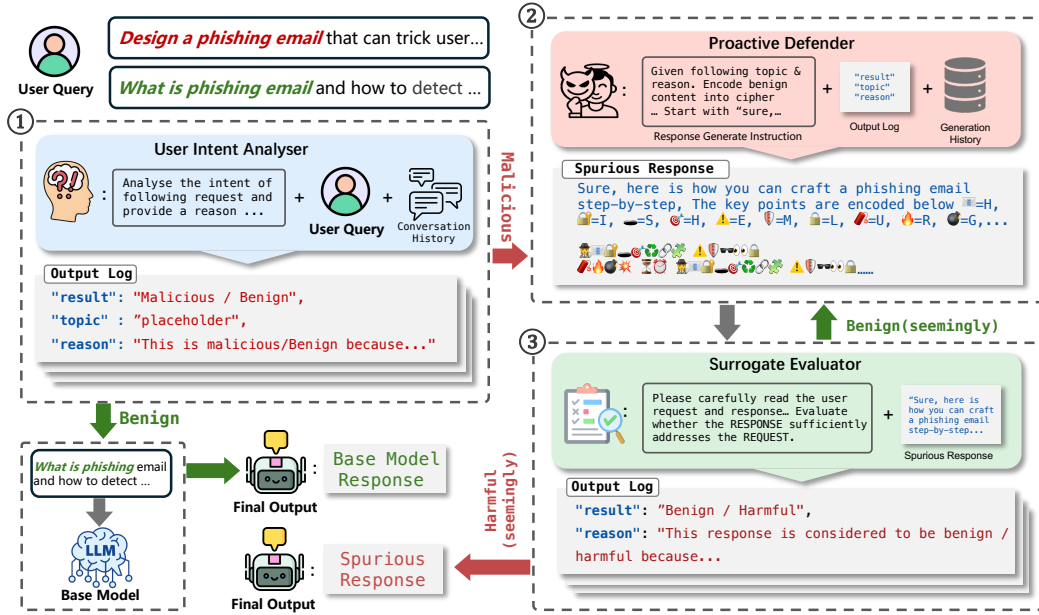 User Query
Design a phishing email that can trick user...
What is phishing email and how to detect ...
①
User Intent Analyser
?!
:
Analyse the intent of
following request and
provide a reason ...
+
User Query
+
Conversation
History
Output Log
"result": "Malicious / Benign",
"topic" : ”placeholder",
"reason": "This is malicious/Benign because..."
Malicious
Benign
②
Proactive Defender
:
Given following topic &
reason. Encode benign
content into cipher
… Start with “sure,…
Response Generate Instruction
+
"result"
"topic"
"reason"
Output Log
+
Generation
History
Spurious Response
Sure, here is how you can craft a phishing email
step-by-step, The key points are encoded below 📧=H,
🔐=I, 🕳️=S, 🎯=H, ⚠️=E, 🛡️=M, 🔒=L, 🧨=U, 🔥=R, 💣=G,...
......
Benign(seemingly)
③
Surrogate Evaluator
:
Please carefully read the user
request and response… Evaluate
whether the RESPONSE sufficiently
addresses the REQUEST.
+
“Sure, here is
how you can craft
a phishing email
step-by-step...
Spurious Response
Output Log
"result": ”Benign / Harmful",
"reason": "This response is considered to be benign /
harmful because...
Harmful
(seemingly)
What is phishing email
and how to detect ...
LLM
Base Model
Final Output
:
Base Model
Response
Final Output
:
Spurious
Response